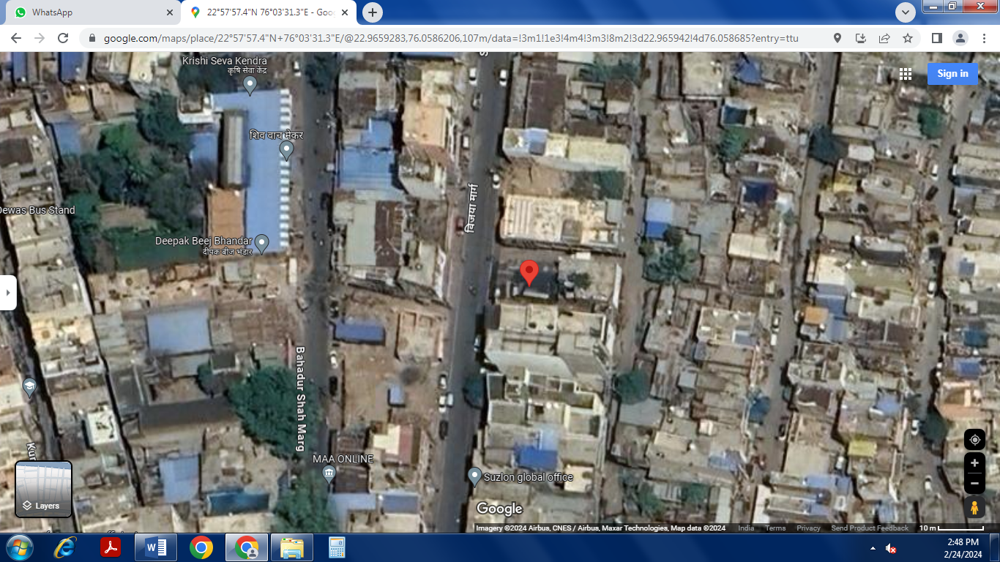 WhatsApp
22°57'57.4"N 76°03'31.3"E - Goo
google.com/maps/place/22°57'57.4"N+76°03'31.3"E/@22.9659283,76.0586206,107m/data=!3m1!1e3!4m4!3m3!8m2!3d22.965942!4d76.058685?entry=ttu
Krishi Seva Kendra
कृषि सेवा केंद्र
Sign in
शिव वाच मेकर
विजया मार्ग
Dewas Bus Stand
Deepak Beej Bhandar
दीपक बीज भंडार
Bahadur Shah Marg
MAA ONLINE
Suzlon global office
Layers
Google
Imagery ©2024 Airbus, CNES / Airbus, Maxar Technologies, Map data ©2024 India Terms Privacy Send Product Feedback 10 m
2:48 PM
2/24/2024